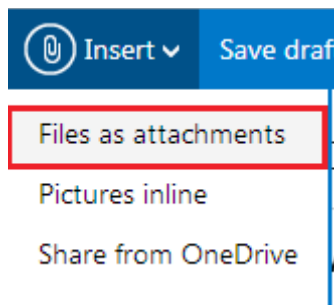 Insert Save draf
Files as attachments
Pictures inline
Share from OneDrive